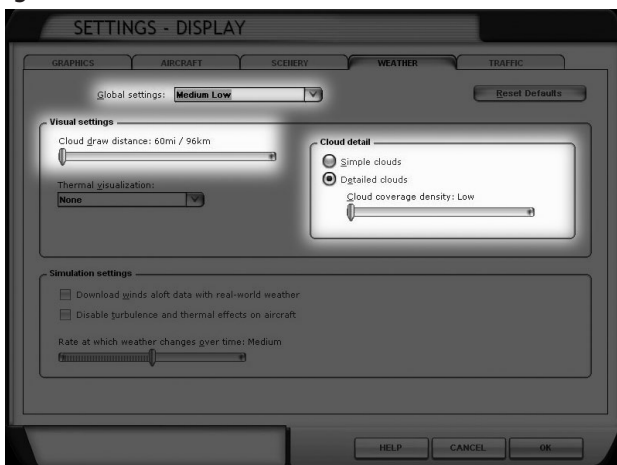 SETTINGS - DISPLAY
GRAPHICS AIRCRAFT SCENERY WEATHER TRAFFIC
Global settings: Medium Low
Reset Defaults
Visual settings
Cloud draw distance: 60mi / 96km
Thermal visualization:
None
Cloud detail
Simple clouds
Detailed clouds
Cloud coverage density: Low
Simulation settings
Download winds aloft data with real-world weather
Disable turbulence and thermal effects on aircraft
Rate at which weather changes over time: Medium
HELP CANCEL OK